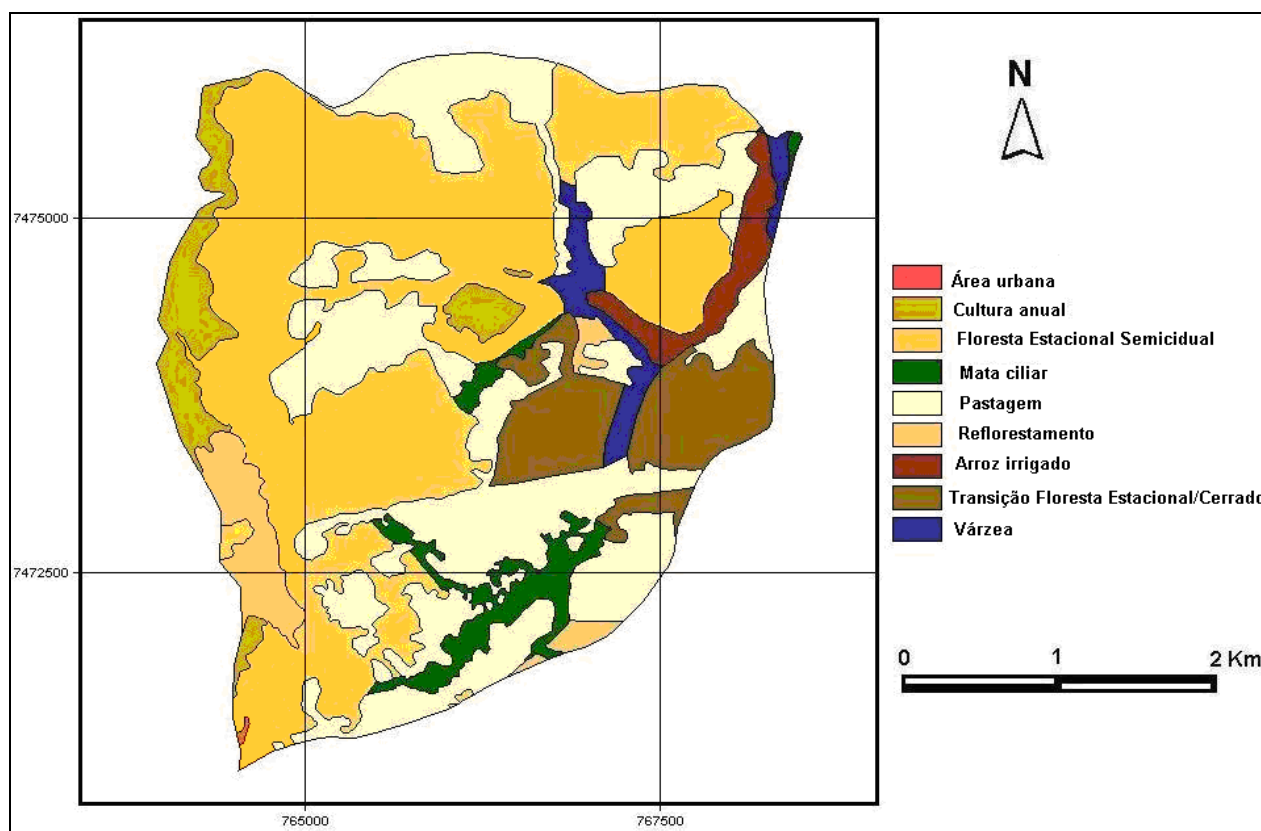 N
7475000
7472500
765000
767500
Área urbana
Cultura anual
Floresta Estacional Semicidual
Mata ciliar
Pastagem
Reflorestamento
Arroz irrigado
Transição Floresta Estacional/Cerrado
Várzea
0 1 2 Km